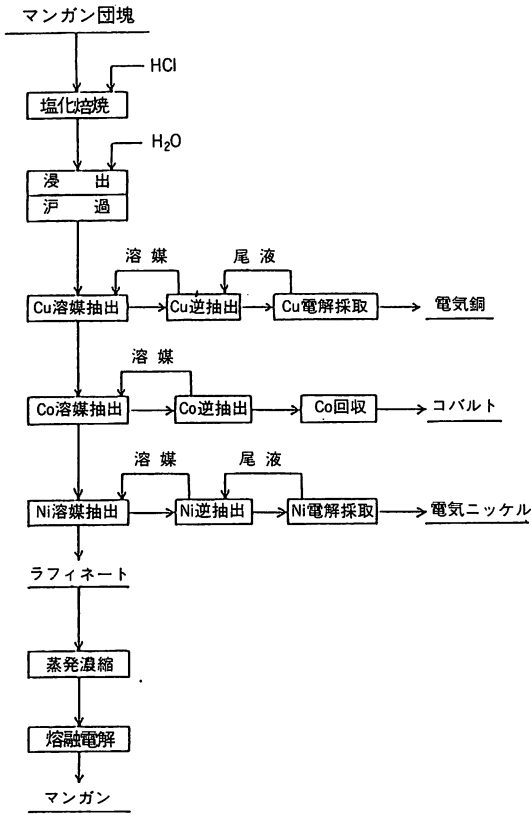 マンガン団塊
HCl
塩化焙焼
H₂O
浸出
沪過
溶媒 尾液
Cu溶媒抽出 Cu逆抽出 Cu電解採取 電気銅
溶媒
Co溶媒抽出 Co逆抽出 Co回収 コバルト
溶媒 尾液
Ni溶媒抽出 Ni逆抽出 Ni電解採取 電気ニッケル
ラフィネート
蒸発濃縮
熔融電解
マンガン